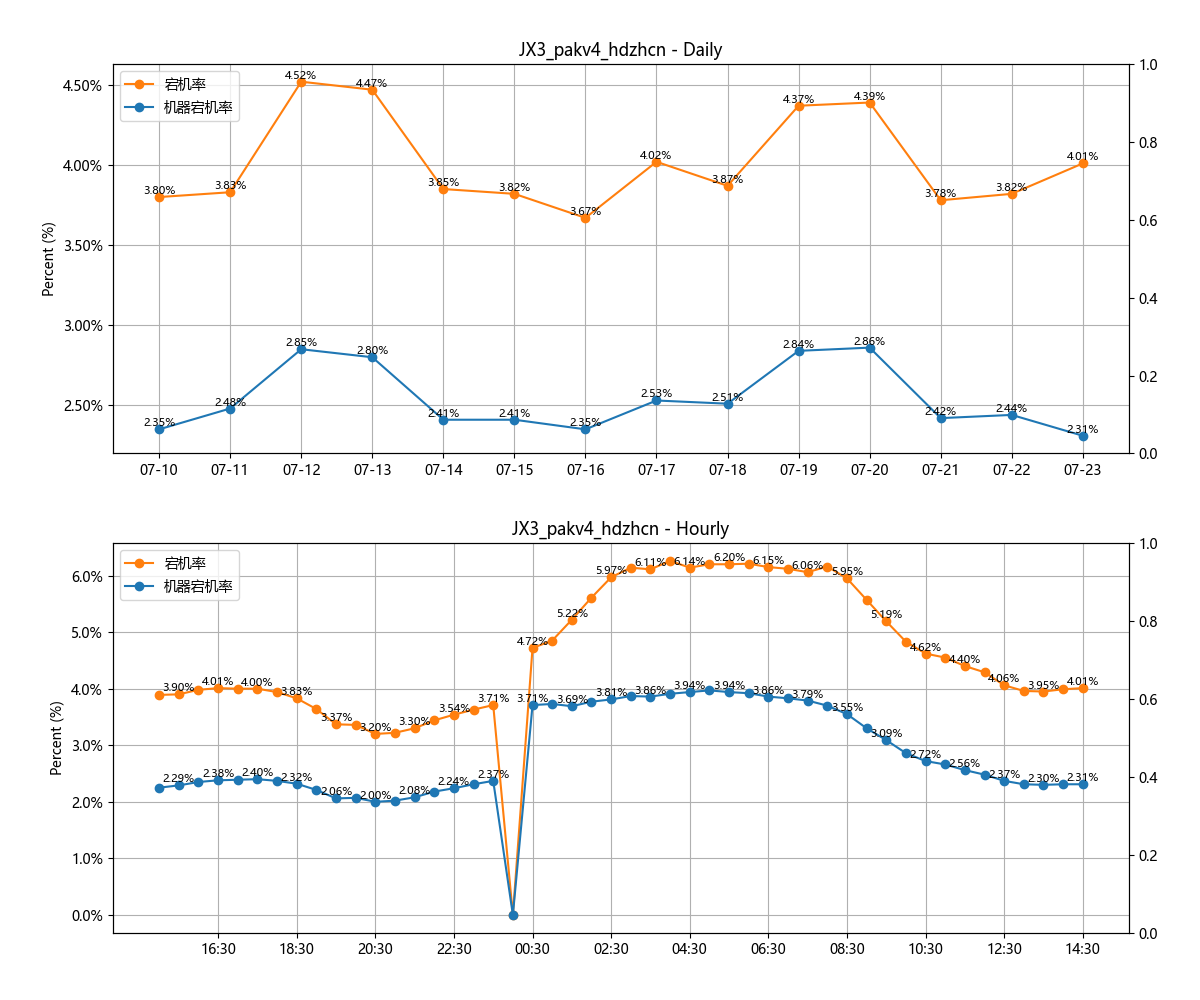 JX3_pakv4_hdzhcn - Daily
宕机率
机器宕机率
Percent (%)
4.50%
4.00%
3.50%
3.00%
2.50%
1.0
0.8
0.6
0.4
0.2
0.0
3.80% 3.83% 4.52% 4.47% 3.85% 3.82% 3.67% 4.02% 3.87% 4.37% 4.39% 3.78% 3.82% 4.01%
2.35% 2.48% 2.85% 2.80% 2.41% 2.41% 2.35% 2.53% 2.51% 2.84% 2.86% 2.42% 2.44% 2.31%
07-10 07-11 07-12 07-13 07-14 07-15 07-16 07-17 07-18 07-19 07-20 07-21 07-22 07-23
JX3_pakv4_hdzhcn - Hourly
宕机率
机器宕机率
Percent (%)
6.0%
5.0%
4.0%
3.0%
2.0%
1.0%
0.0%
1.0
0.8
0.6
0.4
0.2
0.0
3.90% 4.01% 4.00% 3.83% 3.37% 3.20% 3.30% 3.54% 3.71% 4.72% 5.22% 5.97% 6.11% 6.14% 6.20% 6.15% 6.06% 5.95% 5.19% 4.62% 4.40% 4.06% 3.95% 4.01%
2.29% 2.38% 2.40% 2.32% 2.06% 2.00% 2.08% 2.24% 2.37% 3.71% 3.69% 3.81% 3.86% 3.94% 3.94% 3.86% 3.79% 3.55% 3.09% 2.72% 2.56% 2.37% 2.30% 2.31%
16:30 18:30 20:30 22:30 00:30 02:30 04:30 06:30 08:30 10:30 12:30 14:30